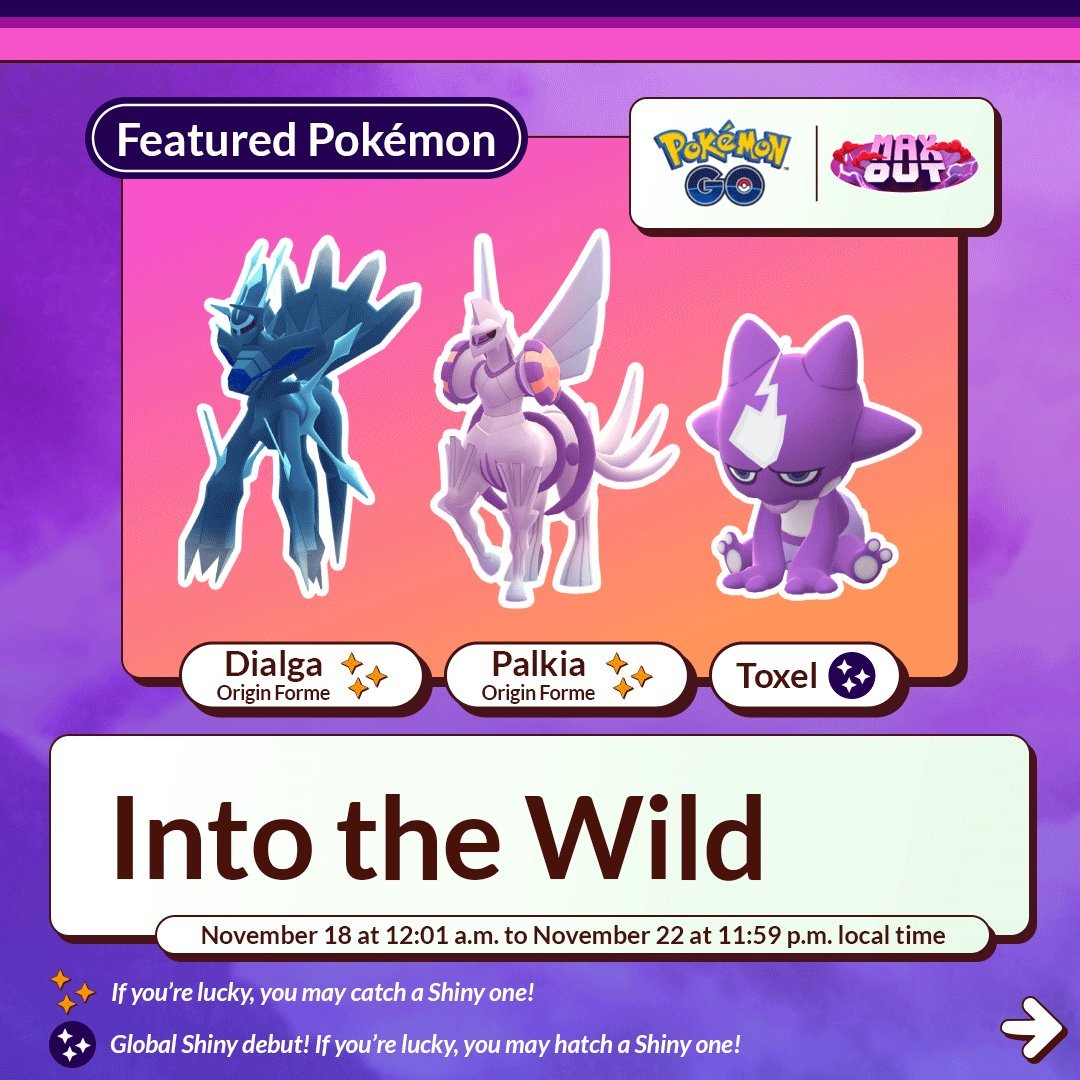 Featured Pokémon
POKÉMON
GO
MAX
OUT
Dialga
Origin Forme
Palkia
Origin Forme
Toxel
Into the Wild
November 18 at 12:01 a.m. to November 22 at 11:59 p.m. local time
If you're lucky, you may catch a Shiny one!
Global Shiny debut! If you're lucky, you may hatch a Shiny one!